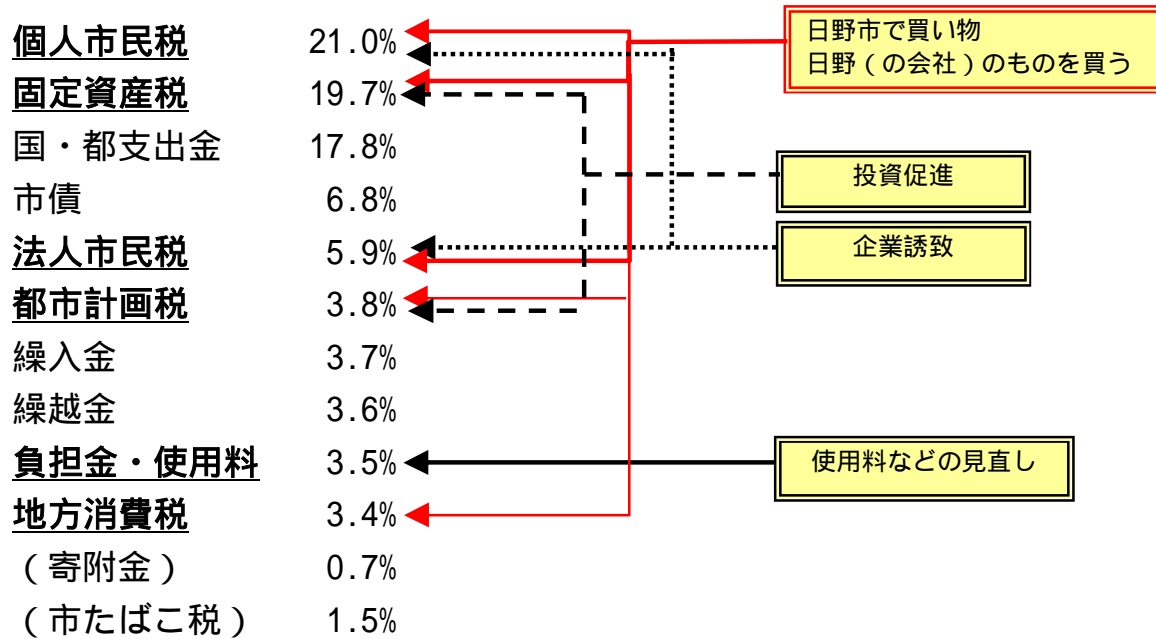 個人市民税 21.0%
固定資産税 19.7%
国・都支出金 17.8%
市債 6.8%
法人市民税 5.9%
都市計画税 3.8%
繰入金 3.7%
繰越金 3.6%
負担金・使用料 3.5%
地方消費税 3.4%
（寄附金） 0.7%
（市たばこ税） 1.5%
日野市で買い物
日野（の会社）のものを買う
投資促進
企業誘致
使用料などの見直し